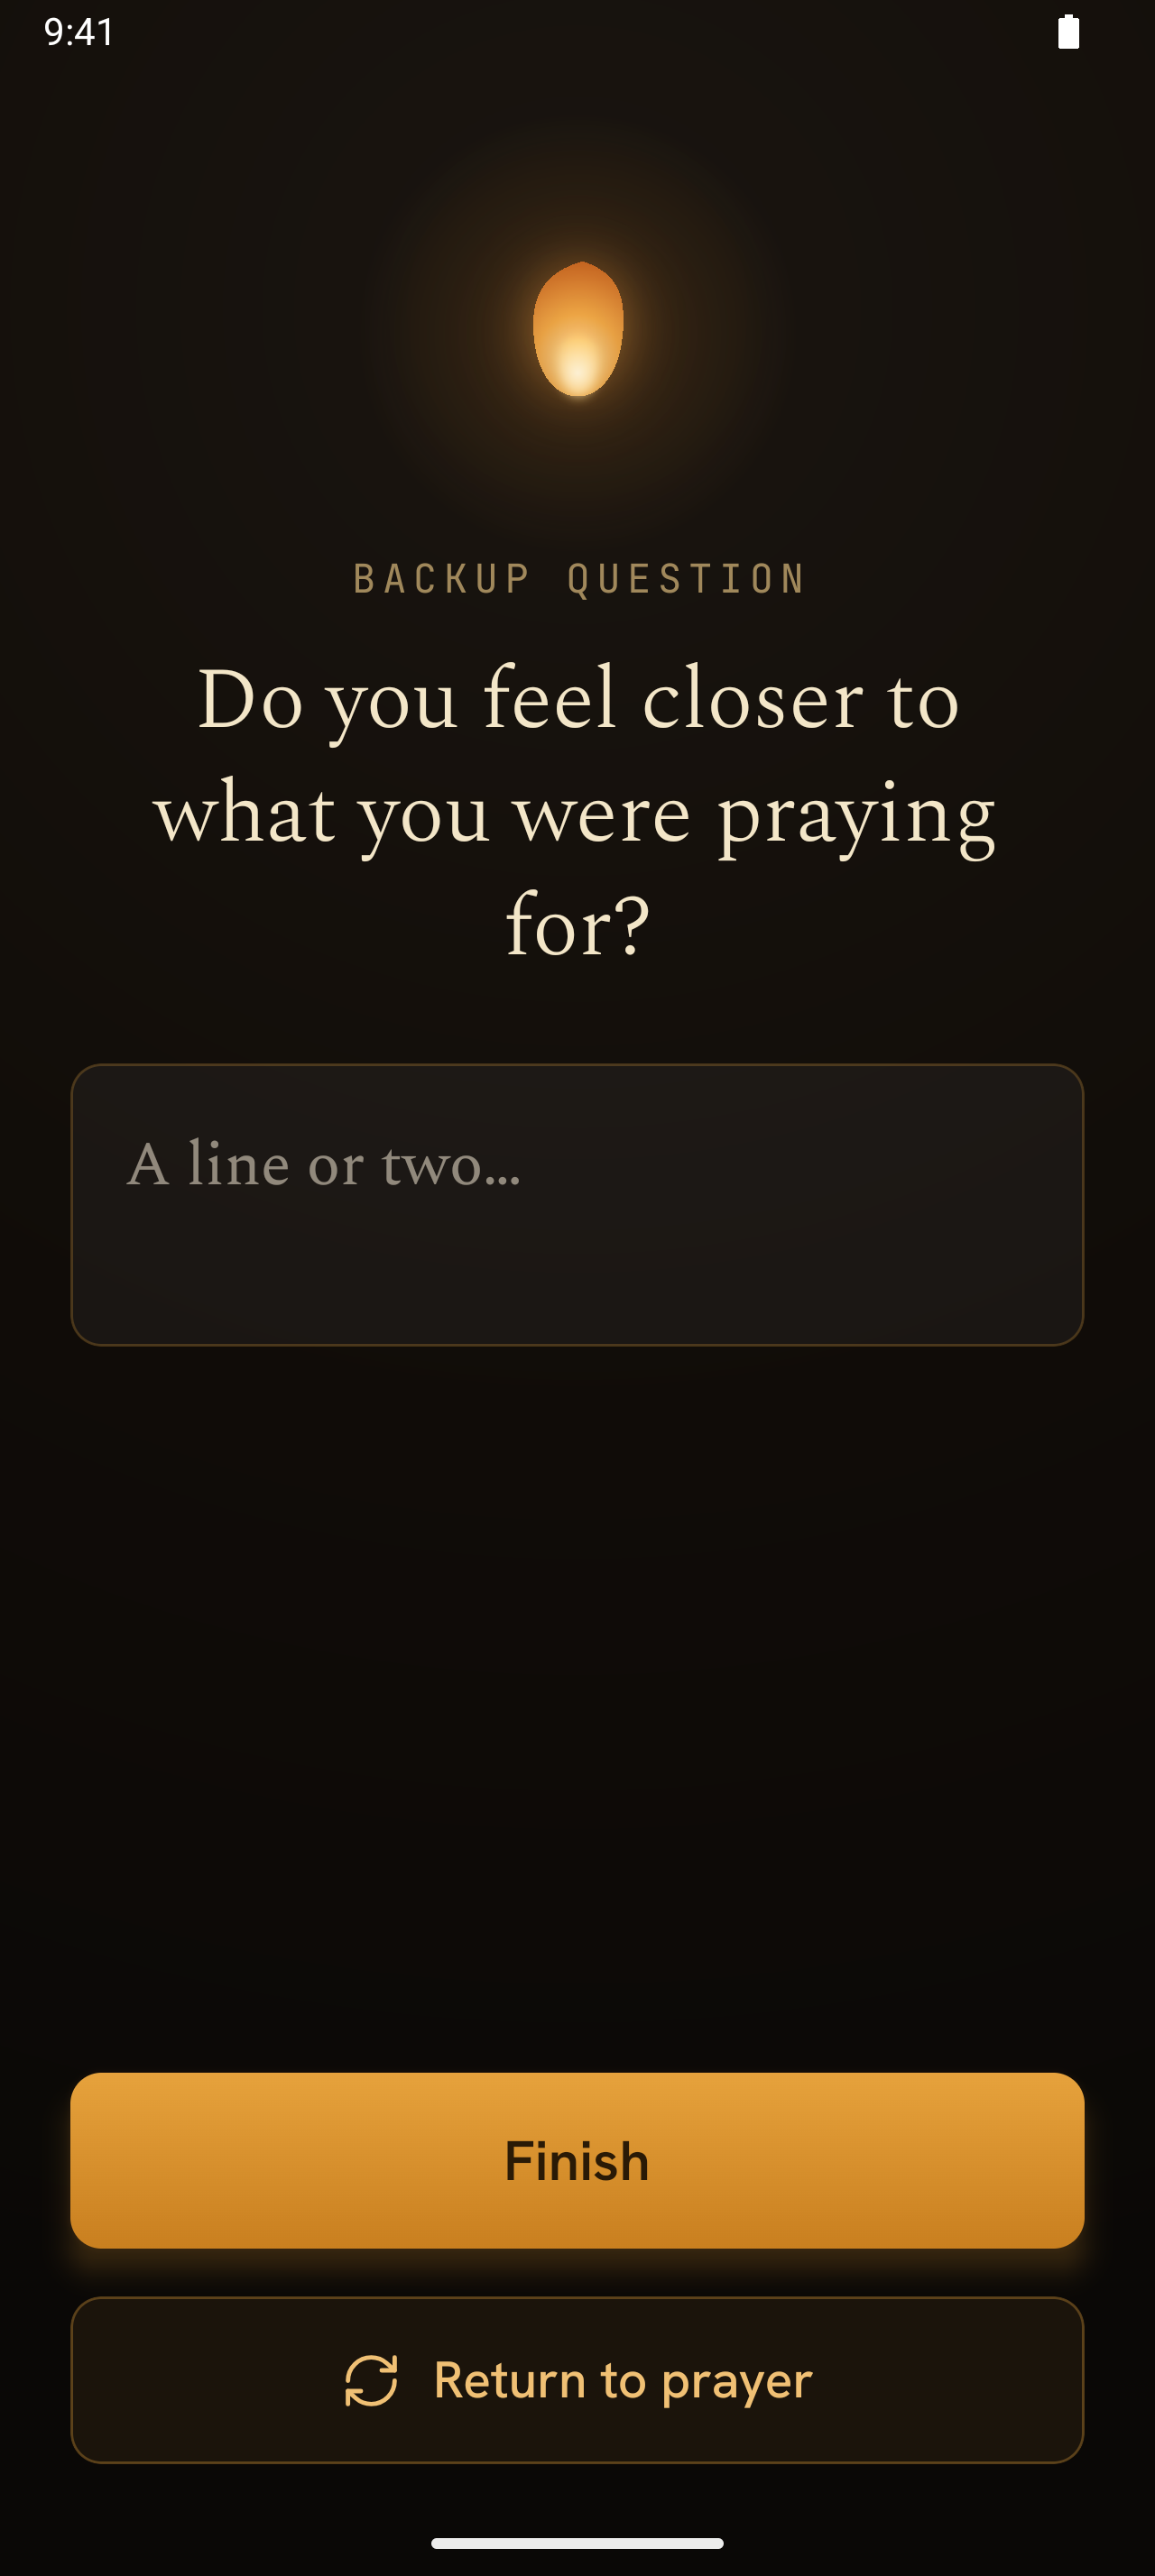 9:41
BACKUP QUESTION
Do you feel closer to
what you were praying
for?
A line or two…
Finish
Return to prayer